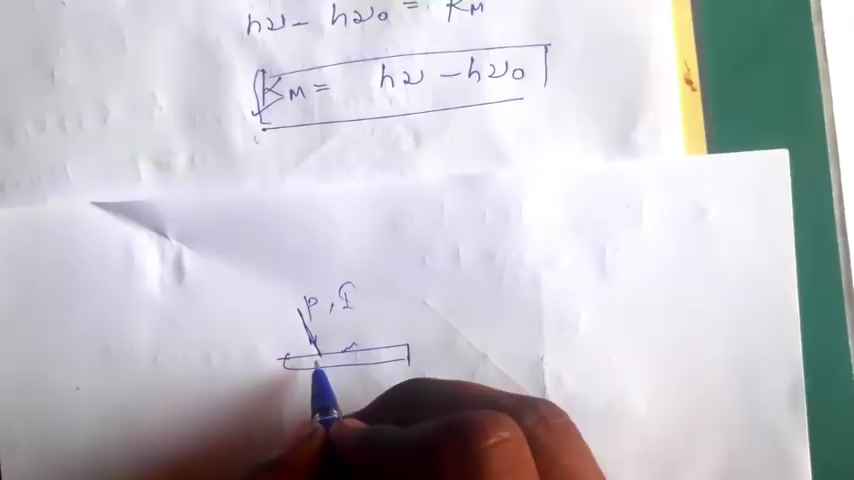 hν - hν₀ = KM
KM = hν - hν₀
P, I